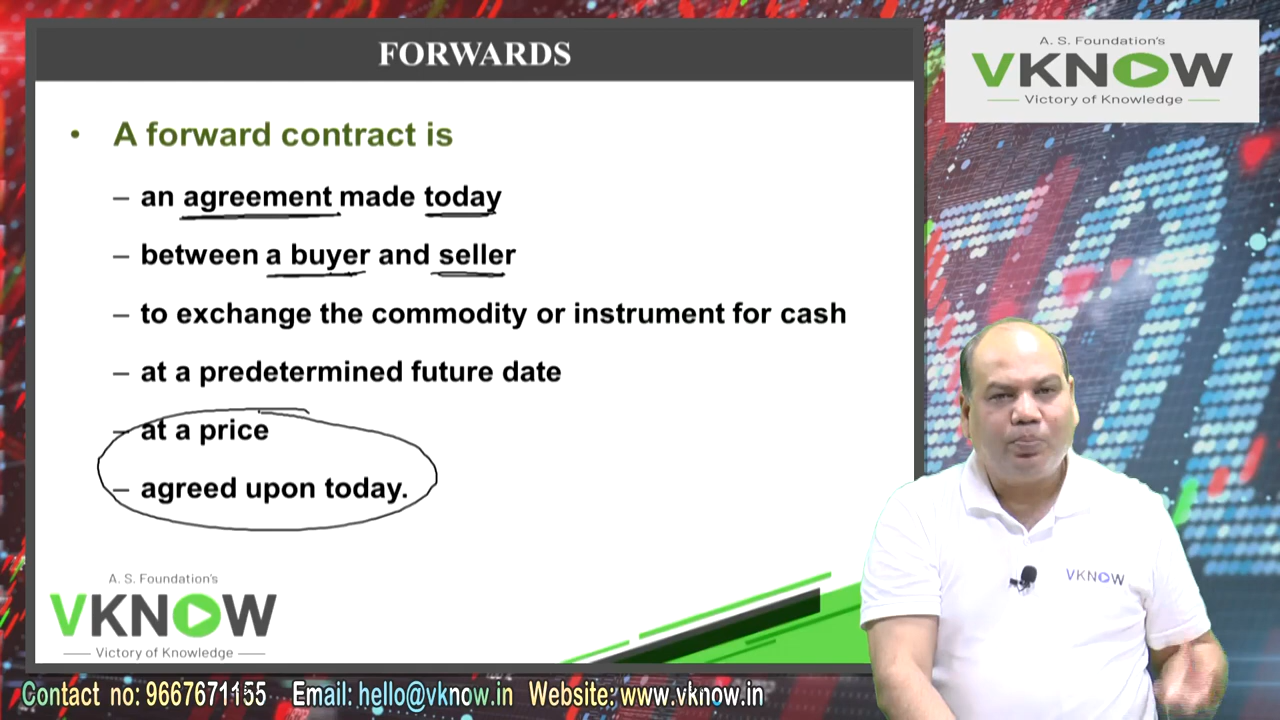 FORWARDS
• A forward contract is
– an agreement made today
– between a buyer and seller
– to exchange the commodity or instrument for cash
– at a predetermined future date
– at a price
– agreed upon today.
A. S. Foundation's
VKNOW
Victory of Knowledge
A. S. Foundation's
VKNOW
Victory of Knowledge
VKNOW
Contact no: 9667671155 Email: hello@vknow.in Website: www.vknow.in